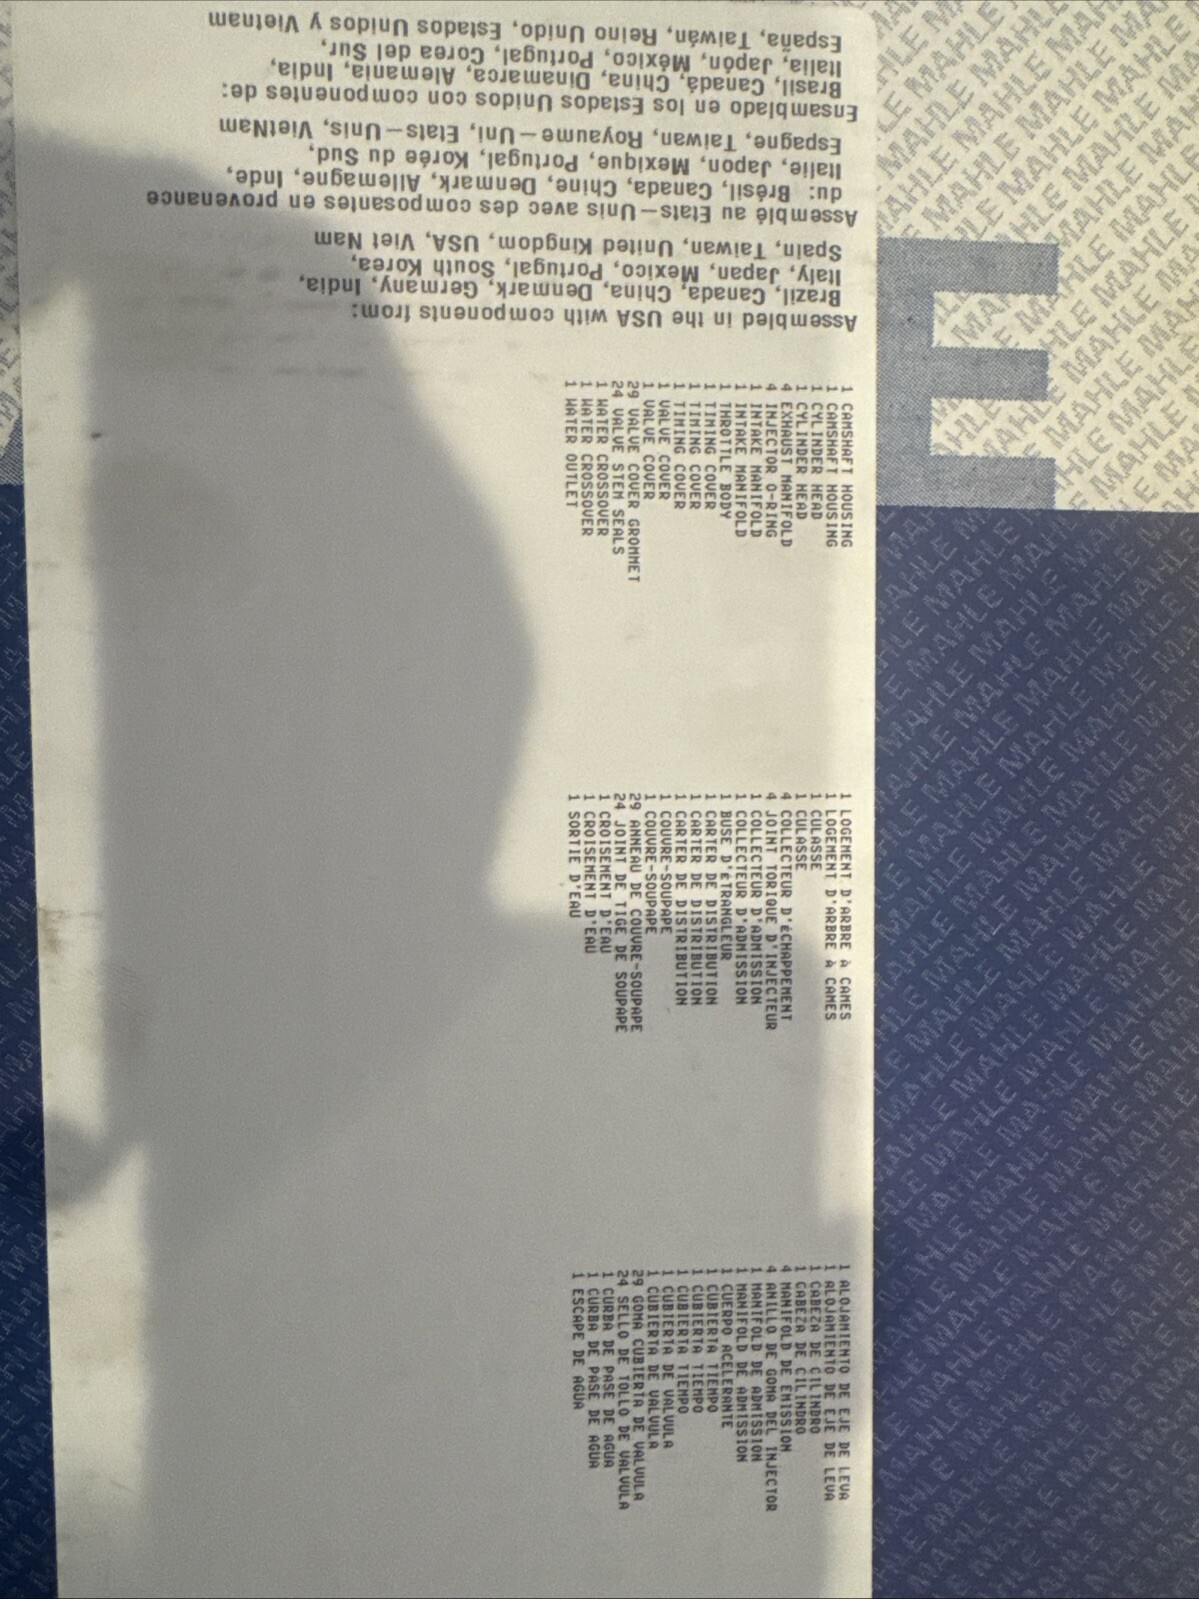 Assembled in the USA with components from:
Brazil, Canada, China, Denmark, Germany, India,
Italy, Japan, Mexico, Portugal, South Korea,
Spain, Taiwan, United Kingdom, USA, Viet Nam
Assemblé au Etats-Unis avec des composantes en provenance
du: Brésil, Canada, Chine, Denmark, Allemagne, Inde,
Italie, Japon, Mexique, Portugal, Korée du Sud,
Espagne, Taiwan, Royaume-Uni, Etats-Unis, VietNam
Ensamblado en los Estados Unidos con componentes de:
Brasil, Canadá, China, Dinamarca, Alemania, India,
Italia, Japón, México, Portugal, Corea del Sur,
España, Taiwán, Reino Unido, Estados Unidos y Vietnam
1 CAMSHAFT HOUSING
1 CAMSHAFT HOUSING
1 CYLINDER HEAD
1 CYLINDER HEAD
4 EXHAUST MANIFOLD
4 INJECTOR O-RING
1 INTAKE MANIFOLD
1 INTAKE MANIFOLD
1 THROTTLE BODY
1 TIMING COVER
1 TIMING COVER
1 TIMING COVER
1 VALVE COVER
1 VALVE COVER
29 VALVE COVER GROMMET
24 VALVE STEM SEALS
1 WATER CROSSOVER
1 WATER CROSSOVER
1 WATER OUTLET
1 LOGEMENT D'ARBRE à CAMES
1 LOGEMENT D'ARBRE à CAMES
1 CULASSE
1 CULASSE
4 COLLECTEUR D'éCHAPPEMENT
4 JOINT TORIQUE D'INJECTEUR
1 COLLECTEUR D'ADMISSION
1 COLLECTEUR D'ADMISSION
1 BUSE D'éTRANGLEUR
1 CARTER DE DISTRIBUTION
1 CARTER DE DISTRIBUTION
1 CARTER DE DISTRIBUTION
1 COUVRE-SOUPAPE
1 COUVRE-SOUPAPE
29 ANNEAU DE COUVRE-SOUPAPE
24 JOINT DE TIGE DE SOUPAPE
1 CROISEMENT D'EAU
1 CROISEMENT D'EAU
1 SORTIE D'EAU
1 ALOJAMIENTO DE EJE DE LEVA
1 ALOJAMIENTO DE EJE DE LEVA
1 CABEZA DE CILINDRO
1 CABEZA DE CILINDRO
4 MANIFOLD DE EMISSION
4 ANILLO DE GOMA DEL INJECTOR
1 MANIFOLD DE ADMISSION
1 MANIFOLD DE ADMISSION
1 CUERPO ACELERANTE
1 CUBIERTA TIEMPO
1 CUBIERTA TIEMPO
1 CUBIERTA TIEMPO
1 CUBIERTA DE VALVULA
1 CUBIERTA DE VALVULA
29 GOMA CUBIERTA DE VALVULA
24 SELLO DE TOLLO DE VALVULA
1 CURBA DE PASE DE AGUA
1 CURBA DE PASE DE AGUA
1 ESCAPE DE AGUA
E
MAHLE MAHLE MAHLE MAHLE